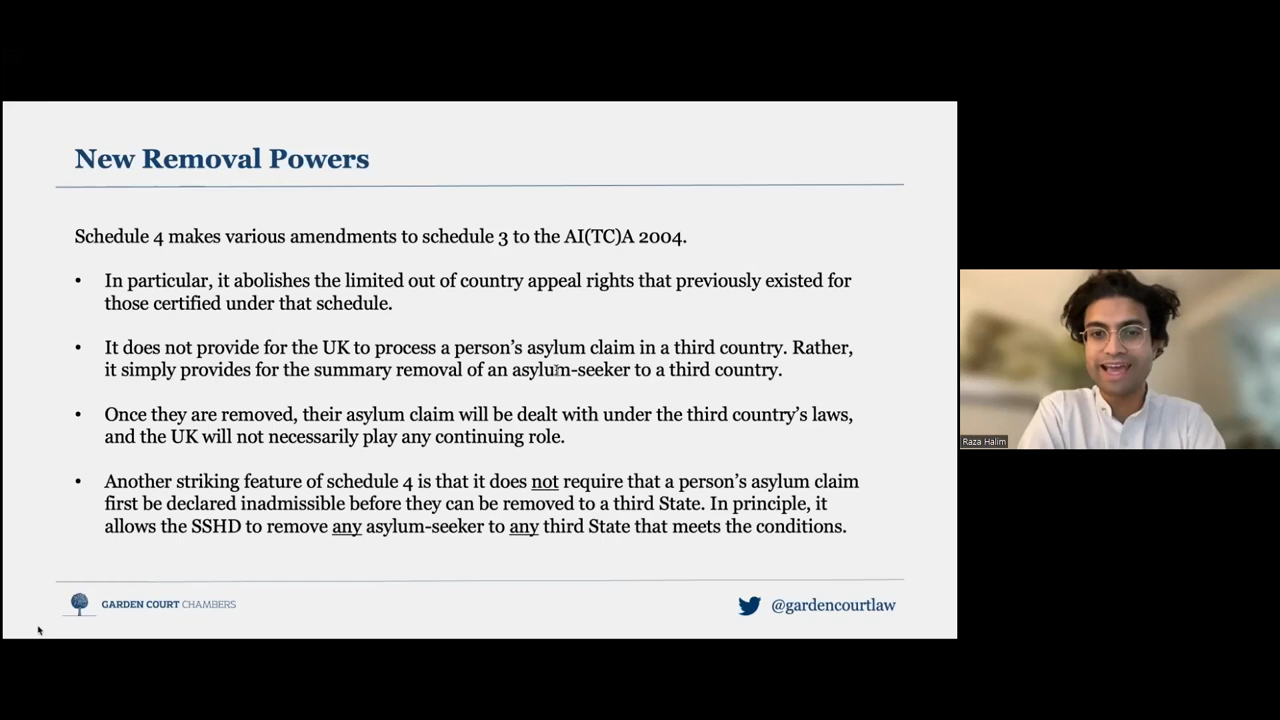 New Removal Powers
Schedule 4 makes various amendments to schedule 3 to the AI(TC)A 2004.
• In particular, it abolishes the limited out of country appeal rights that previously existed for
those certified under that schedule.
• It does not provide for the UK to process a person’s asylum claim in a third country. Rather,
it simply provides for the summary removal of an asylum-seeker to a third country.
• Once they are removed, their asylum claim will be dealt with under the third country’s laws,
and the UK will not necessarily play any continuing role.
• Another striking feature of schedule 4 is that it does not require that a person’s asylum claim
first be declared inadmissible before they can be removed to a third State. In principle, it
allows the SSHD to remove any asylum-seeker to any third State that meets the conditions.
GARDEN COURT CHAMBERS
@gardencourtlaw
Raza Halim